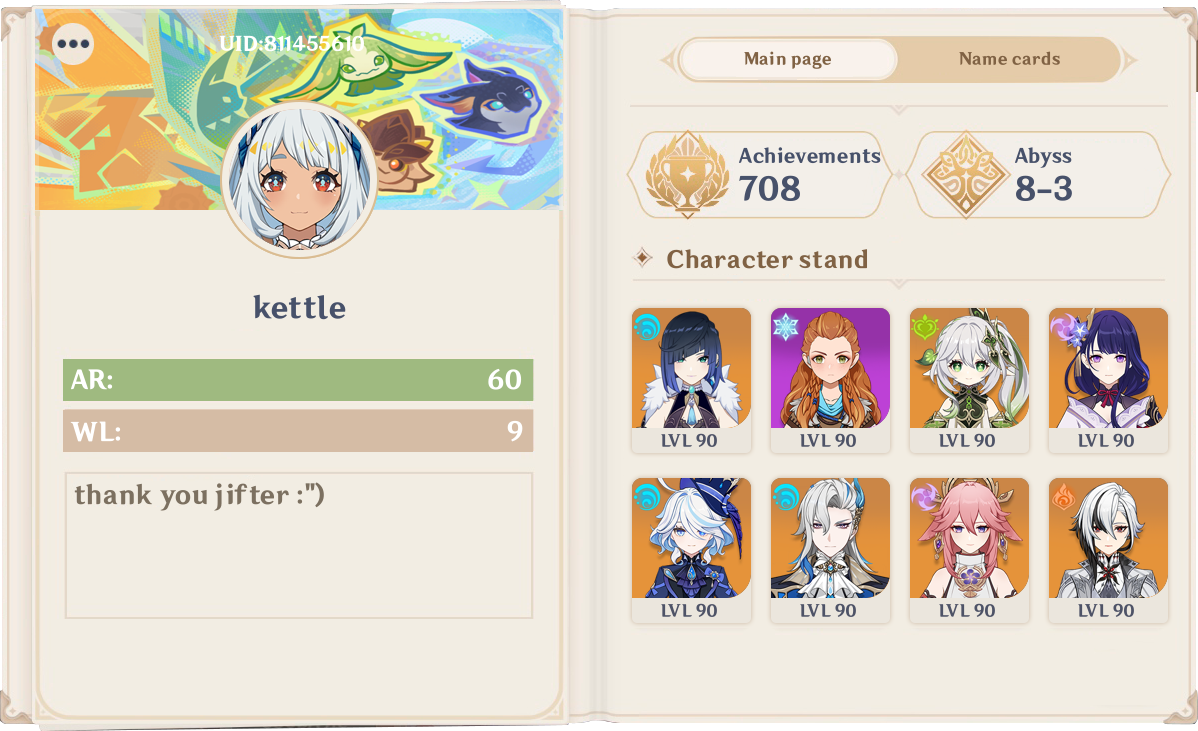 UID:811455610
kettle
AR: 60
WL: 9
thank you jifter :")
Main page
Name cards
Achievements
708
Abyss
8-3
Character stand
LVL 90
LVL 90
LVL 90
LVL 90
LVL 90
LVL 90
LVL 90
LVL 90